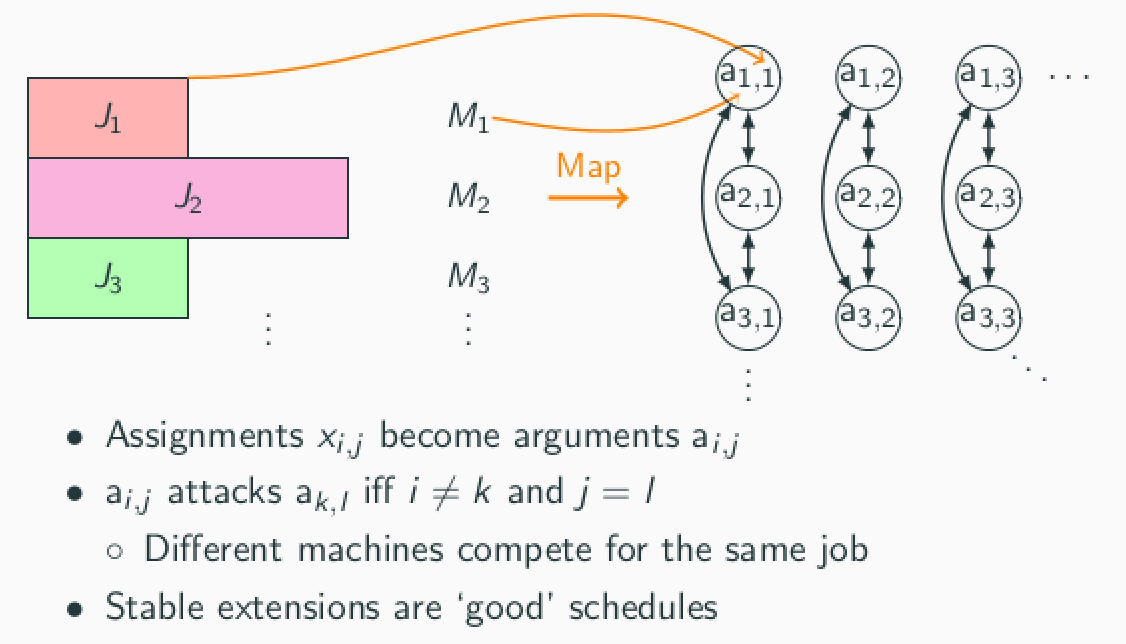 J1 M1 a1,1 a1,2 a1,3 ···
Map
J2 M2 a2,1 a2,2 a2,3
J3 M3 a3,1 a3,2 a3,3
⋮ ⋮ ⋮ ⋱
• Assignments xi,j become arguments ai,j
• ai,j attacks ak,l iff i ≠ k and j = l
○ Different machines compete for the same job
• Stable extensions are ‘good’ schedules